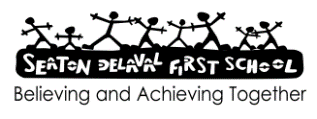 SEATON DELAVAL FIRST SCHOOL
Believing and Achieving Together